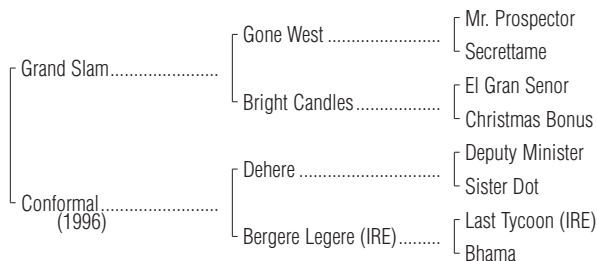 Mr. Prospector
Gone West ........................
Secrettame
Grand Slam.......................
El Gran Senor
Bright Candles ..................
Christmas Bonus
Deputy Minister
Dehere ..............................
Sister Dot
Conformal.........................
(1996)
Last Tycoon (IRE)
Bergere Legere (IRE).........
Bhama